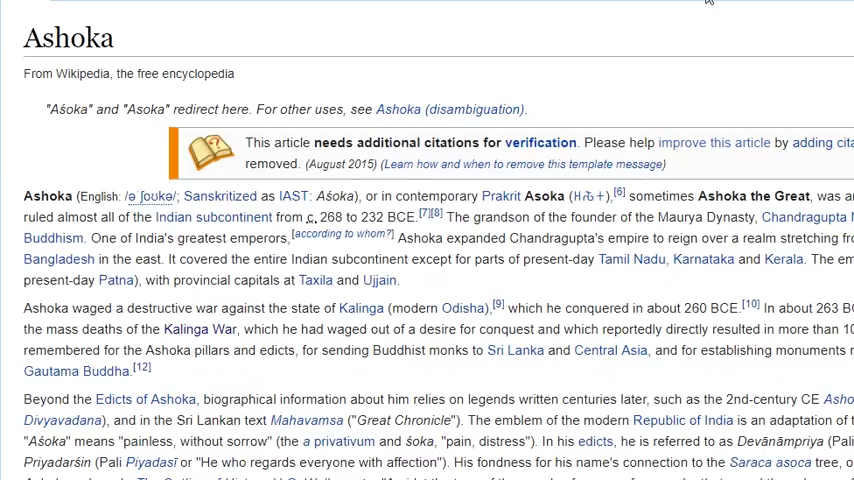 Ashoka
From Wikipedia, the free encyclopedia
"Aśoka" and "Asoka" redirect here. For other uses, see Ashoka (disambiguation).
This article needs additional citations for verification. Please help improve this article by adding cita
removed. (August 2015) (Learn how and when to remove this template message)
Ashoka (English: /əˈʃoʊkə/; Sanskritized as IAST: Aśoka), or in contemporary Prakrit Asoka (𑀅𑀲𑁄𑀓),[6] sometimes Ashoka the Great, was an
ruled almost all of the Indian subcontinent from c. 268 to 232 BCE.[7][8] The grandson of the founder of the Maurya Dynasty, Chandragupta M
Buddhism. One of India's greatest emperors,[according to whom?] Ashoka expanded Chandragupta's empire to reign over a realm stretching fro
Bangladesh in the east. It covered the entire Indian subcontinent except for parts of present-day Tamil Nadu, Karnataka and Kerala. The em
present-day Patna), with provincial capitals at Taxila and Ujjain.
Ashoka waged a destructive war against the state of Kalinga (modern Odisha),[9] which he conquered in about 260 BCE.[10] In about 263 B
the mass deaths of the Kalinga War, which he had waged out of a desire for conquest and which reportedly directly resulted in more than 10
remembered for the Ashoka pillars and edicts, for sending Buddhist monks to Sri Lanka and Central Asia, and for establishing monuments
Gautama Buddha.[12]
Beyond the Edicts of Ashoka, biographical information about him relies on legends written centuries later, such as the 2nd-century CE Asho
Divyavadana), and in the Sri Lankan text Mahavamsa ("Great Chronicle"). The emblem of the modern Republic of India is an adaptation of t
"Aśoka" means "painless, without sorrow" (the a privativum and śoka, "pain, distress"). In his edicts, he is referred to as Devānāmpriya (Pali
Priyadarśin (Pali Piyadasī or "He who regards everyone with affection"). His fondness for his name's connection to the Saraca asoca tree, o